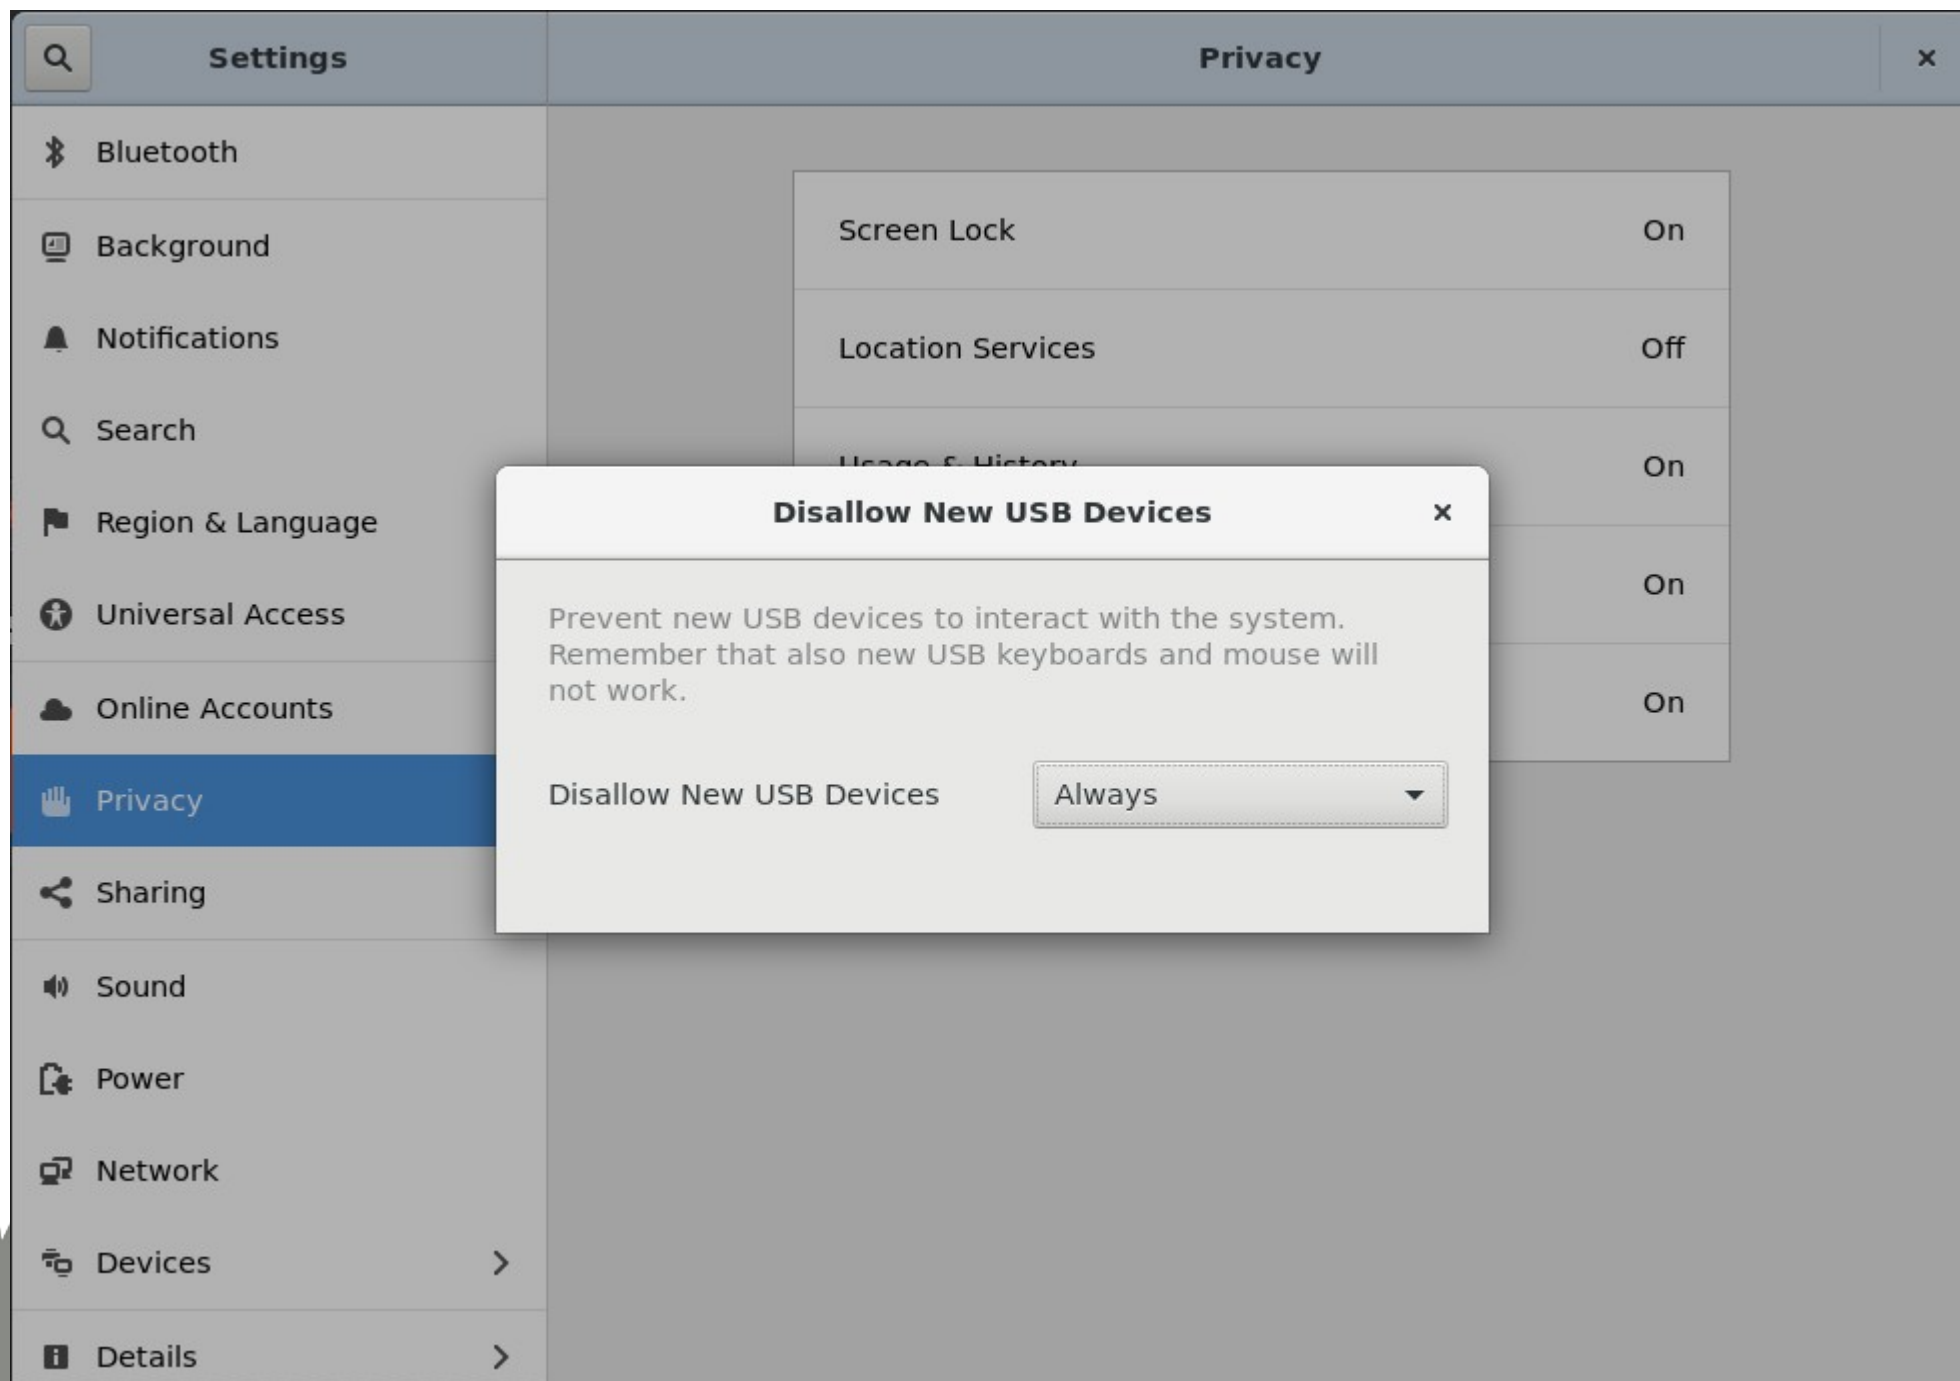 Settings
Privacy
Bluetooth
Background
Notifications
Search
Region & Language
Universal Access
Online Accounts
Privacy
Sharing
Sound
Power
Network
Devices
Details
Screen Lock On
Location Services Off
Usage & History On
On
On
Disallow New USB Devices
Prevent new USB devices to interact with the system.
Remember that also new USB keyboards and mouse will
not work.
Disallow New USB Devices Always